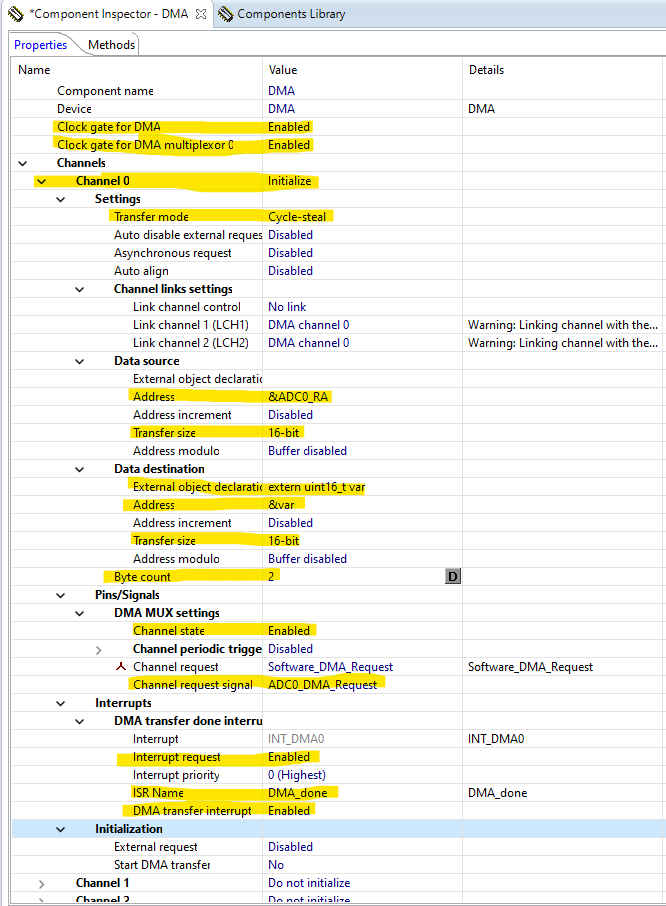 *Component Inspector - DMA Components Library
Properties Methods
Name Value Details
Component name DMA
Device DMA DMA
Clock gate for DMA Enabled
Clock gate for DMA multiplexor 0 Enabled
Channels
Channel 0 Initialize
Settings
Transfer mode Cycle-steal
Auto disable external reques Disabled
Asynchronous request Disabled
Auto align Disabled
Channel links settings
Link channel control No link
Link channel 1 (LCH1) DMA channel 0 Warning: Linking channel with the...
Link channel 2 (LCH2) DMA channel 0 Warning: Linking channel with the...
Data source
External object declaratic
Address &ADC0_RA
Address increment Disabled
Transfer size 16-bit
Address modulo Buffer disabled
Data destination
External object declaratic extern uint16_t var
Address &var
Address increment Disabled
Transfer size 16-bit
Address modulo Buffer disabled
Byte count 2 D
Pins/Signals
DMA MUX settings
Channel state Enabled
Channel periodic trigge Disabled
Channel request Software_DMA_Request Software_DMA_Request
Channel request signal ADC0_DMA_Request
Interrupts
DMA transfer done interru
Interrupt INT_DMA0 INT_DMA0
Interrupt request Enabled
Interrupt priority 0 (Highest)
ISR Name DMA_done DMA_done
DMA transfer interrupt Enabled
Initialization
External request Disabled
Start DMA transfer No
Channel 1 Do not initialize
Channel 2 Do not initialize